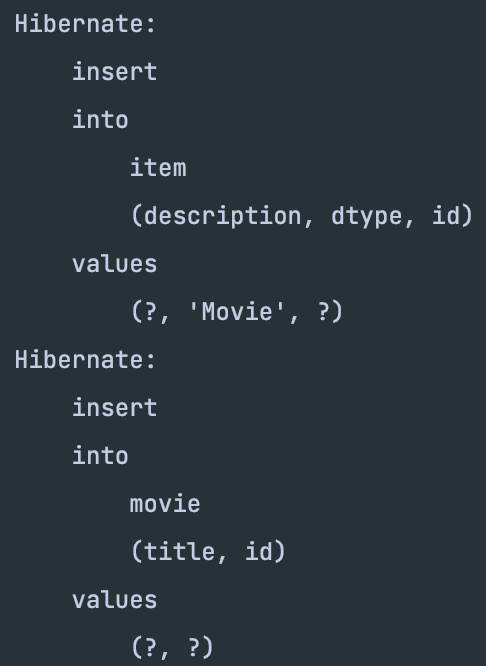 Hibernate:
    insert
    into
        item
        (description, dtype, id)
    values
        (?, 'Movie', ?)
Hibernate:
    insert
    into
        movie
        (title, id)
    values
        (?, ?)